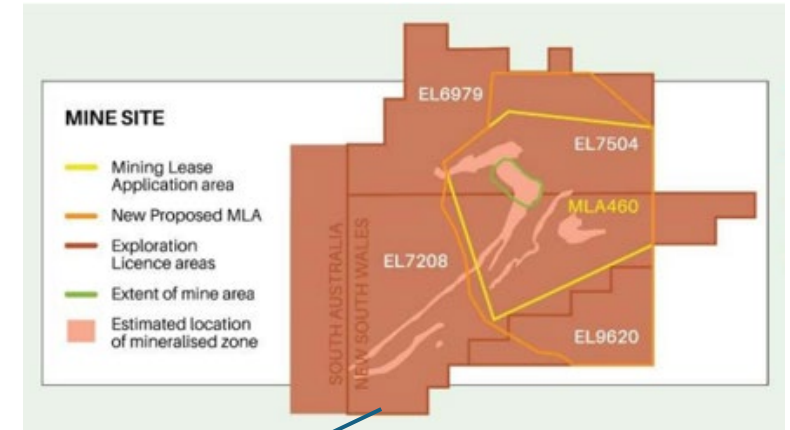 MINE SITE
Mining Lease
Application area
New Proposed MLA
Exploration
Licence areas
Extent of mine area
Estimated location
of mineralised zone
EL6979
EL7504
MLA460
EL7208
EL9620
SOUTH AUSTRALIA
NEW SOUTH WALES